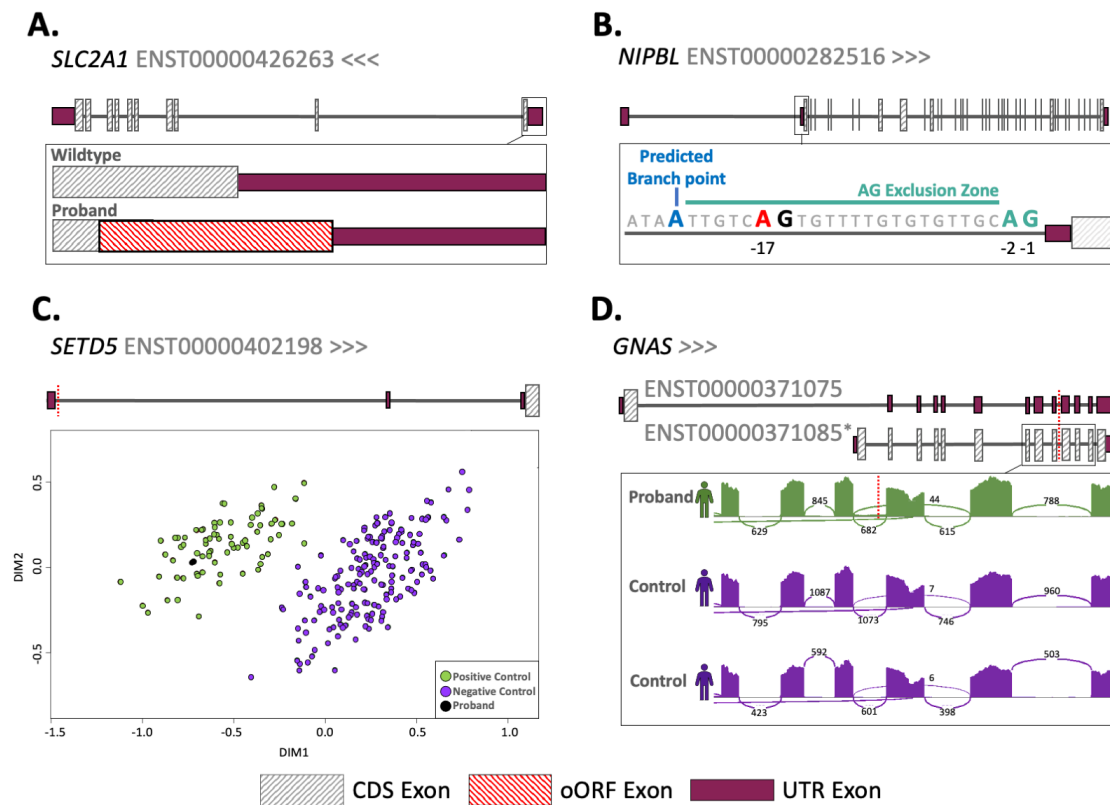 A.
SLC2A1 ENST00000426263 <<<
Wildtype
Proband
B.
NIPBL ENST00000282516 >>>
Predicted
Branch point
AG Exclusion Zone
ATAATTGTCAGTGTTTTGTGTGTTGCAG
-17
-2 -1
C.
SETD5 ENST00000402198 >>>
DIM2
0.5
0.0
-0.5
-1.5
-1.0
-0.5
0.0
0.5
1.0
DIM1
Positive Control
Negative Control
Proband
D.
GNAS >>>
ENST00000371075
ENST00000371085*
Proband
845
44
788
629
682
615
Control
1087
7
960
795
1073
746
Control
592
6
503
423
601
398
CDS Exon
oORF Exon
UTR Exon